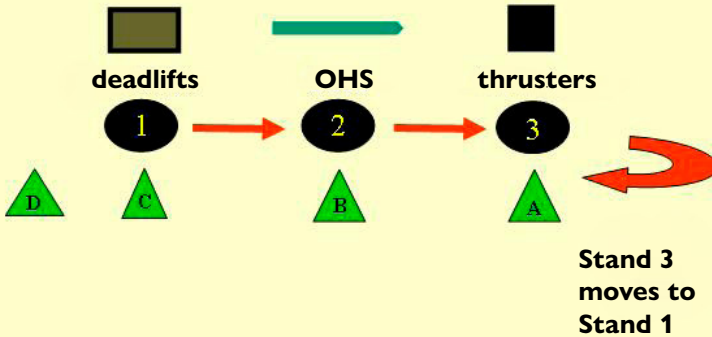 deadlifts OHS thrusters
1 2 3
D C B A
Stand 3
moves to
Stand 1